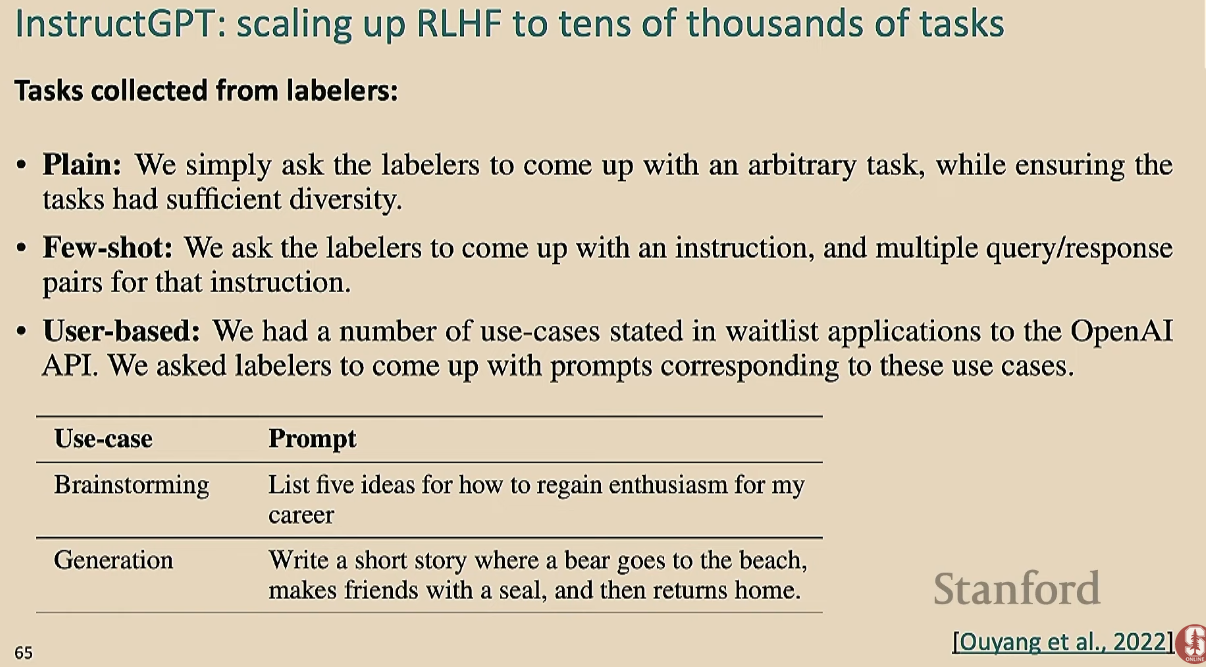 InstructGPT: scaling up RLHF to tens of thousands of tasks
Tasks collected from labelers:
• Plain: We simply ask the labelers to come up with an arbitrary task, while ensuring the
tasks had sufficient diversity.
• Few-shot: We ask the labelers to come up with an instruction, and multiple query/response
pairs for that instruction.
• User-based: We had a number of use-cases stated in waitlist applications to the OpenAI
API. We asked labelers to come up with prompts corresponding to these use cases.
Use-case Prompt
Brainstorming List five ideas for how to regain enthusiasm for my
career
Generation Write a short story where a bear goes to the beach,
makes friends with a seal, and then returns home.
Stanford
[Ouyang et al., 2022]
S
ONLINE
65